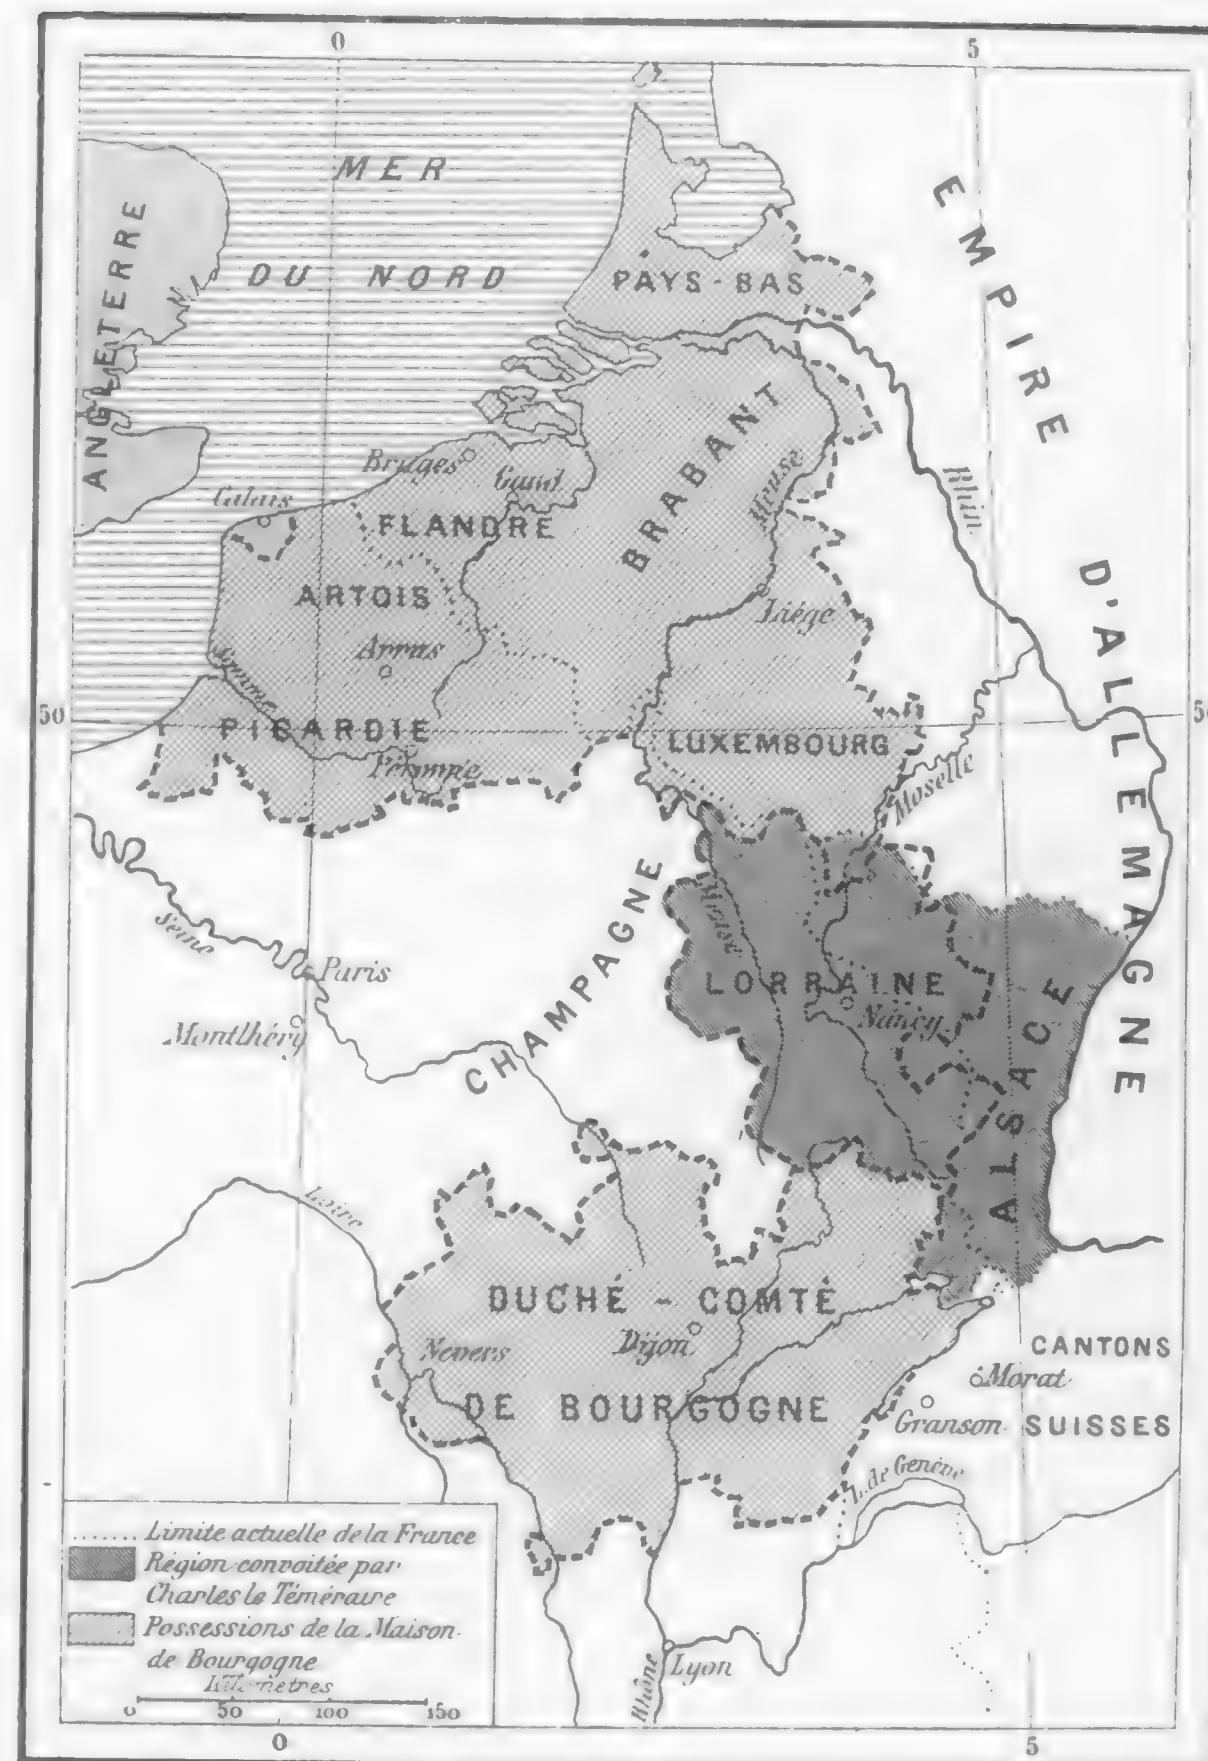 0
5
MER
DU NORD
ANGLETERRE
PAYS-BAS
EMPIRE
D'ALLEMAGNE
BRABANT
Bruges
Gand
Calais
FLANDRE
Meuse
Rhin
ARTOIS
Liége
Arras
Somme
50
PICARDIE
LUXEMBOURG
Péronne
Moselle
CHAMPAGNE
Meuse
Seine
Paris
LORRAINE
Nancy
Montlhéry
ALSACE
Loire
DUCHÉ - COMTÉ
Dijon
Nevers
CANTONS
Morat
DE BOURGOGNE
Granson
SUISSES
L. de Genève
Limite actuelle de la France
Région convoitée par
Charles le Téméraire
Possessions de la Maison
de Bourgogne
Kilomètres
0 50 100 150
Rhône
Lyon
0
5